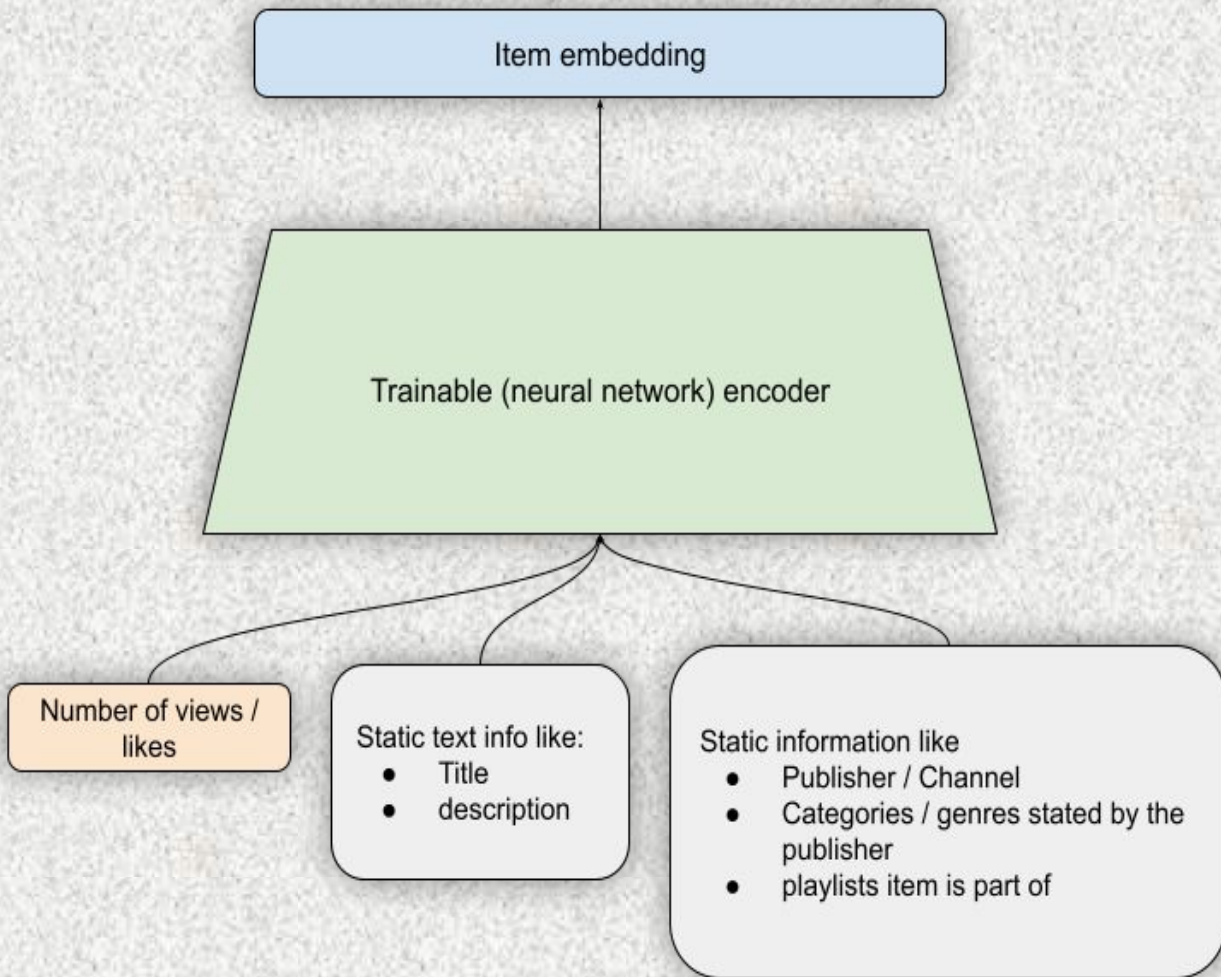 Item embedding
Trainable (neural network) encoder
Number of views /
likes
Static text info like:
● Title
● description
Static information like
● Publisher / Channel
● Categories / genres stated by the
publisher
● playlists item is part of